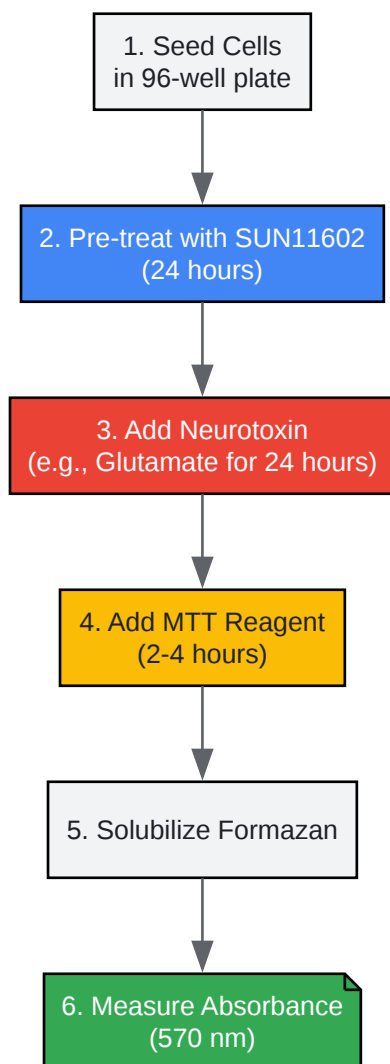 1. Seed Cells
in 96-well plate
2. Pre-treat with SUN11602
(24 hours)
3. Add Neurotoxin
(e.g., Glutamate for 24 hours)
4. Add MTT Reagent
(2-4 hours)
5. Solubilize Formazan
6. Measure Absorbance
(570 nm)